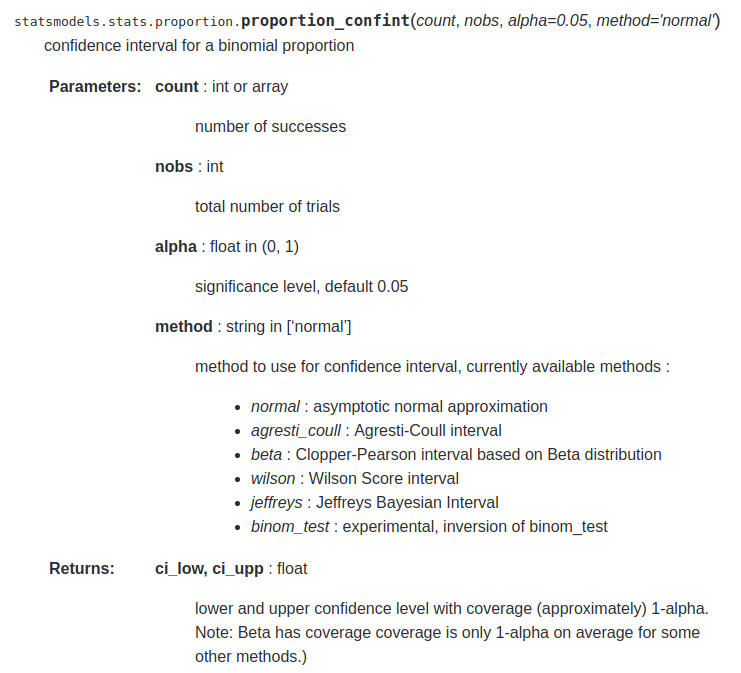 statsmodels.stats.proportion.proportion_confint(count, nobs, alpha=0.05, method='normal')
confidence interval for a binomial proportion
Parameters: count : int or array
number of successes
nobs : int
total number of trials
alpha : float in (0, 1)
significance level, default 0.05
method : string in [‘normal’]
method to use for confidence interval, currently available methods :
• normal : asymptotic normal approximation
• agresti_coull : Agresti-Coull interval
• beta : Clopper-Pearson interval based on Beta distribution
• wilson : Wilson Score interval
• jeffreys : Jeffreys Bayesian Interval
• binom_test : experimental, inversion of binom_test
Returns: ci_low, ci_upp : float
lower and upper confidence level with coverage (approximately) 1-alpha.
Note: Beta has coverage coverage is only 1-alpha on average for some
other methods.)